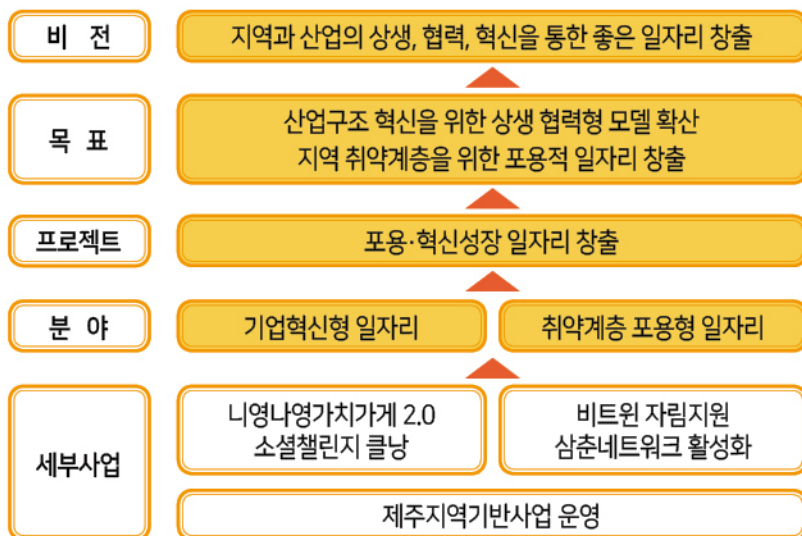 비 전
지역과 산업의 상생, 협력, 혁신을 통한 좋은 일자리 창출
목 표
산업구조 혁신을 위한 상생 협력형 모델 확산
지역 취약계층을 위한 포용적 일자리 창출
프로젝트
포용·혁신성장 일자리 창출
분 야
기업혁신형 일자리
취약계층 포용형 일자리
세부사업
니영나영가치가게 2.0
소셜챌린지 클낭
비트윈 자림지원
삼춘네트워크 활성화
제주지역기반사업 운영